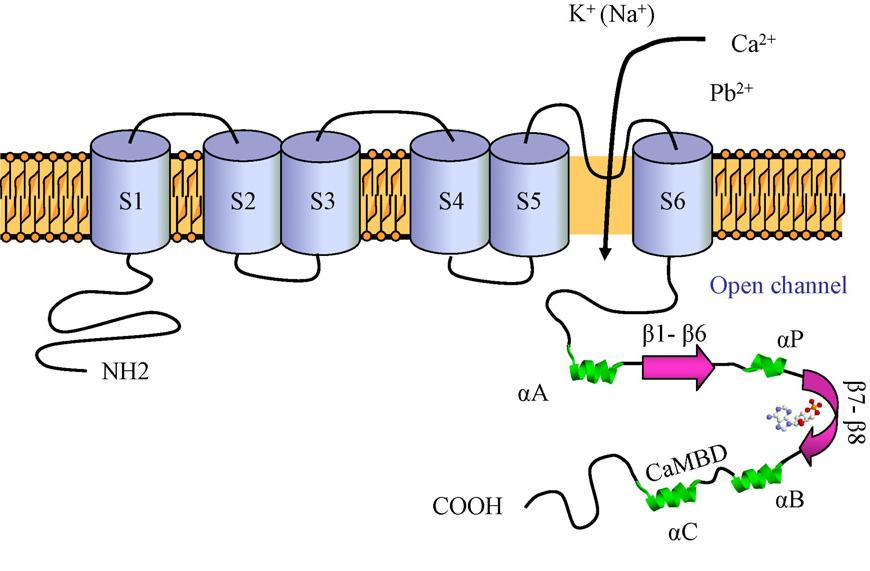 K⁺ (Na⁺)
Ca²⁺
Pb²⁺
S1
S2
S3
S4
S5
S6
Open channel
NH2
β1- β6
αP
αA
β7- β8
CaMBD
αB
COOH
αC